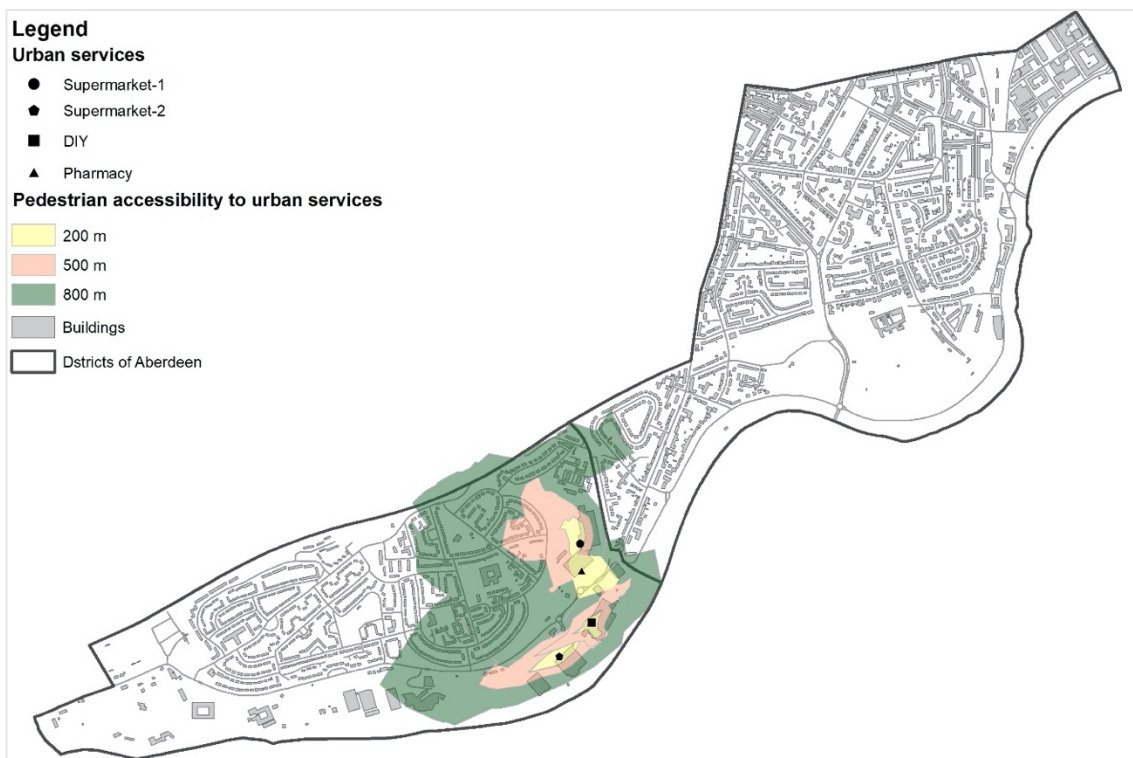 Legend
Urban services
Supermarket-1
Supermarket-2
DIY
Pharmacy
Pedestrian accessibility to urban services
200 m
500 m
800 m
Buildings
Dstricts of Aberdeen